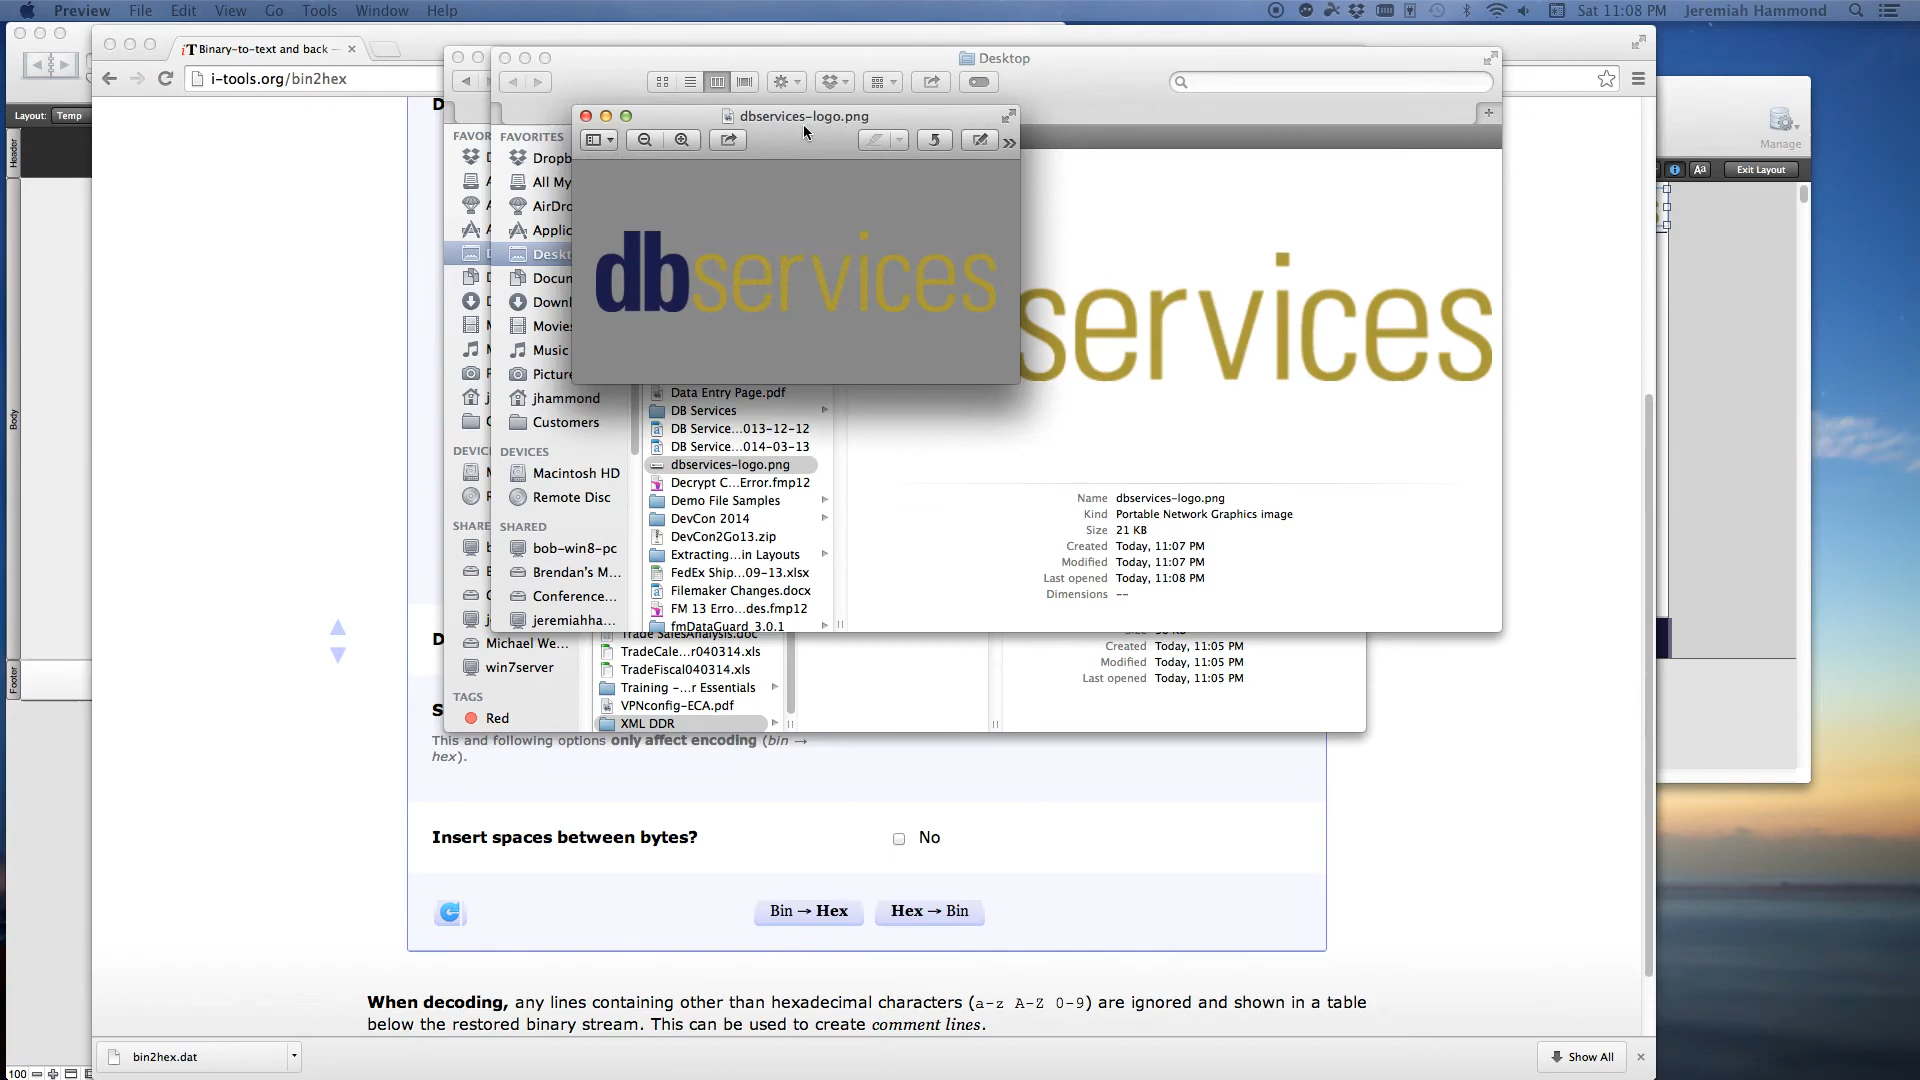 Preview File Edit View Go Tools Window Help Sat 11:08 PM Jeremiah Hammond
Binary-to-text and back —
i-tools.org/bin2hex
Desktop
Layout: Temp
dbservices-logo.png
Manage
Aa Exit Layout
Header
Body
Footer
FAVORITES
Dropb
All My
AirDro
Applic
Deskt
Docum
Downl
Movies
Music
Picture
jhammond
Customers
DEVICES
Macintosh HD
Remote Disc
SHARED
bob-win8-pc
Brendan's M...
Conference...
jeremiahha...
Michael We...
win7server
TAGS
Red
dbservices
services
Data Entry Page.pdf
DB Services
DB Service...013-12-12
DB Service...014-03-13
dbservices-logo.png
Decrypt C...Error.fmp12
Demo File Samples
DevCon 2014
DevCon2Go13.zip
Extracting...in Layouts
FedEx Ship...09-13.xlsx
Filemaker Changes.docx
FM 13 Erro...des.fmp12
fmDataGuard_3.0.1
Trade SalesAnalysis.doc
TradeCale...r040314.xls
TradeFiscal040314.xls
Training -...r Essentials
VPNconfig-ECA.pdf
XML DDR
Name dbservices-logo.png
Kind Portable Network Graphics image
Size 21 KB
Created Today, 11:07 PM
Modified Today, 11:07 PM
Last opened Today, 11:08 PM
Dimensions --
Created Today, 11:05 PM
Modified Today, 11:05 PM
Last opened Today, 11:05 PM
This and following options only affect encoding (bin →
hex).
Insert spaces between bytes? No
Bin → Hex Hex → Bin
When decoding, any lines containing other than hexadecimal characters (a-z A-Z 0-9) are ignored and shown in a table
below the restored binary stream. This can be used to create comment lines.
bin2hex.dat Show All
100